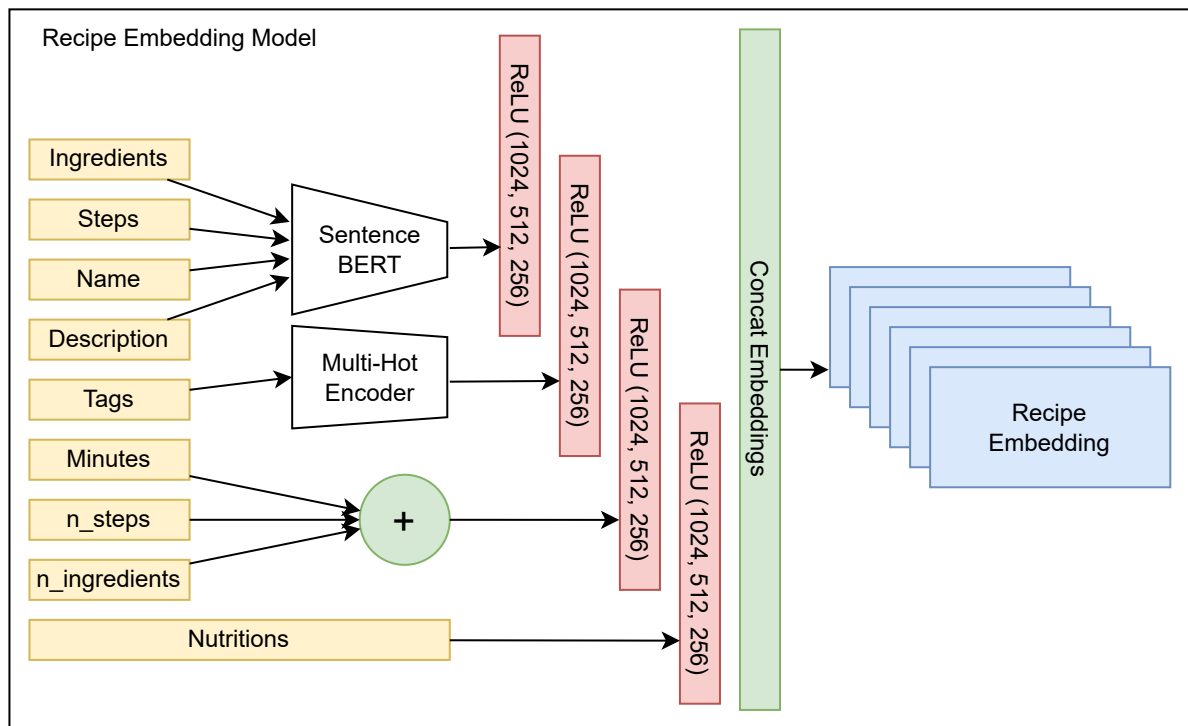 Recipe Embedding Model
Ingredients
Steps
Name
Description
Tags
Minutes
n_steps
n_ingredients
Nutritions
Sentence
BERT
Multi-Hot
Encoder
+
ReLU (1024, 512, 256)
ReLU (1024, 512, 256)
ReLU (1024, 512, 256)
ReLU (1024, 512, 256)
Concat Embeddings
Recipe
Embedding